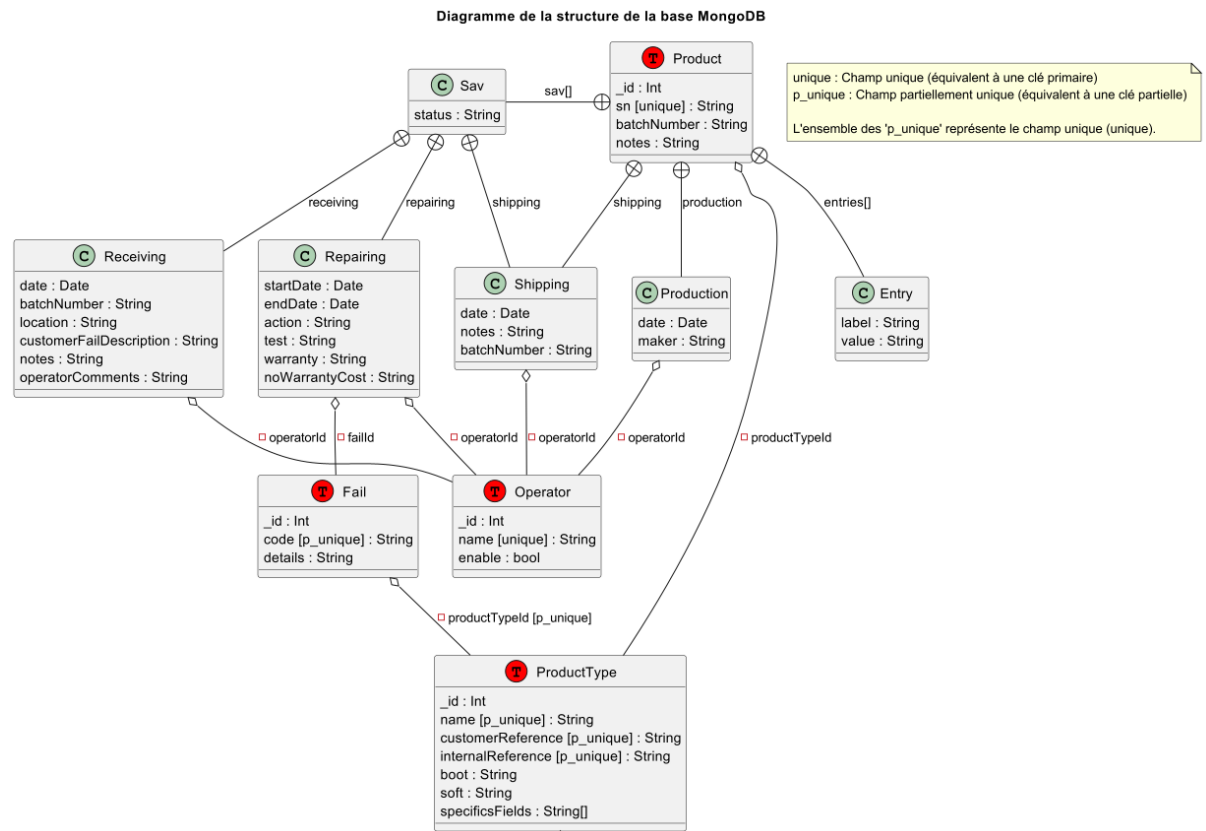 Diagramme de la structure de la base MongoDB
T Product
_id : Int
sn [unique] : String
batchNumber : String
notes : String
unique : Champ unique (équivalent à une clé primaire)
p_unique : Champ partiellement unique (équivalent à une clé partielle)
L'ensemble des 'p_unique' représente le champ unique (unique).
C Sav
status : String
sav[]
receiving
repairing
shipping
shipping
production
entries[]
C Receiving
date : Date
batchNumber : String
location : String
customerFailDescription : String
notes : String
operatorComments : String
C Repairing
startDate : Date
endDate : Date
action : String
test : String
warranty : String
noWarrantyCost : String
C Shipping
date : Date
notes : String
batchNumber : String
C Production
date : Date
maker : String
C Entry
label : String
value : String
operatorId
failId
operatorId
operatorId
operatorId
productTypeId
T Fail
_id : Int
code [p_unique] : String
details : String
T Operator
_id : Int
name [unique] : String
enable : bool
productTypeId [p_unique]
T ProductType
_id : Int
name [p_unique] : String
customerReference [p_unique] : String
internalReference [p_unique] : String
boot : String
soft : String
specificsFields : String[]